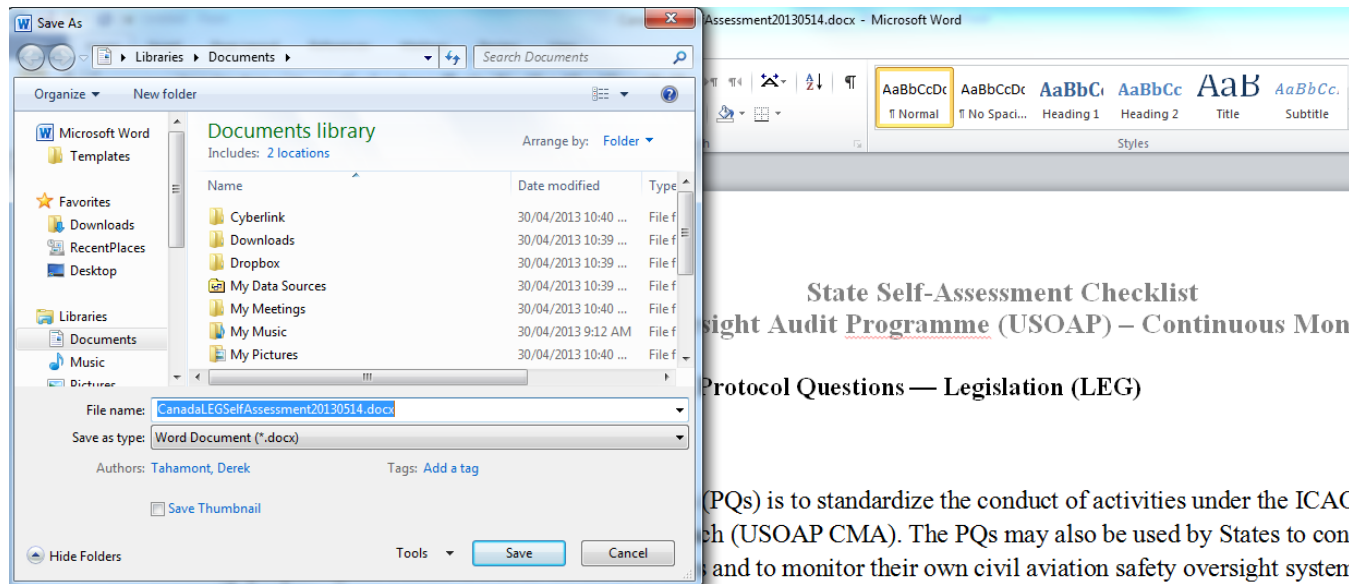 Save As
Assessment20130514.docx - Microsoft Word
Libraries Documents
Search Documents
Organize New folder
Microsoft Word
Templates
Favorites
Downloads
RecentPlaces
Desktop
Libraries
Documents
Music
Pictures
Documents library
Includes: 2 locations
Arrange by: Folder
Name Date modified Type
Cyberlink 30/04/2013 10:40 ... File f
Downloads 30/04/2013 10:39 ... File f
Dropbox 30/04/2013 10:39 ... File f
My Data Sources 30/04/2013 10:39 ... File f
My Meetings 30/04/2013 10:40 ... File f
My Music 30/04/2013 9:12 AM File f
My Pictures 30/04/2013 10:40 ... File f
File name: CanadaLEGSelfAssessment20130514.docx
Save as type: Word Document (*.docx)
Authors: Tahamont, Derek Tags: Add a tag
Save Thumbnail
Hide Folders Tools Save Cancel
AaBbCcDc AaBbCcDc AaBbC AaBbCc AaB AaBbCc.
¶ Normal ¶ No Spaci... Heading 1 Heading 2 Title Subtitle
Styles
State Self-Assessment Checklist
sight Audit Programme (USOAP) – Continuous Mon
Protocol Questions — Legislation (LEG)
(PQs) is to standardize the conduct of activities under the ICAO
ch (USOAP CMA). The PQs may also be used by States to con
s and to monitor their own civil aviation safety oversight system